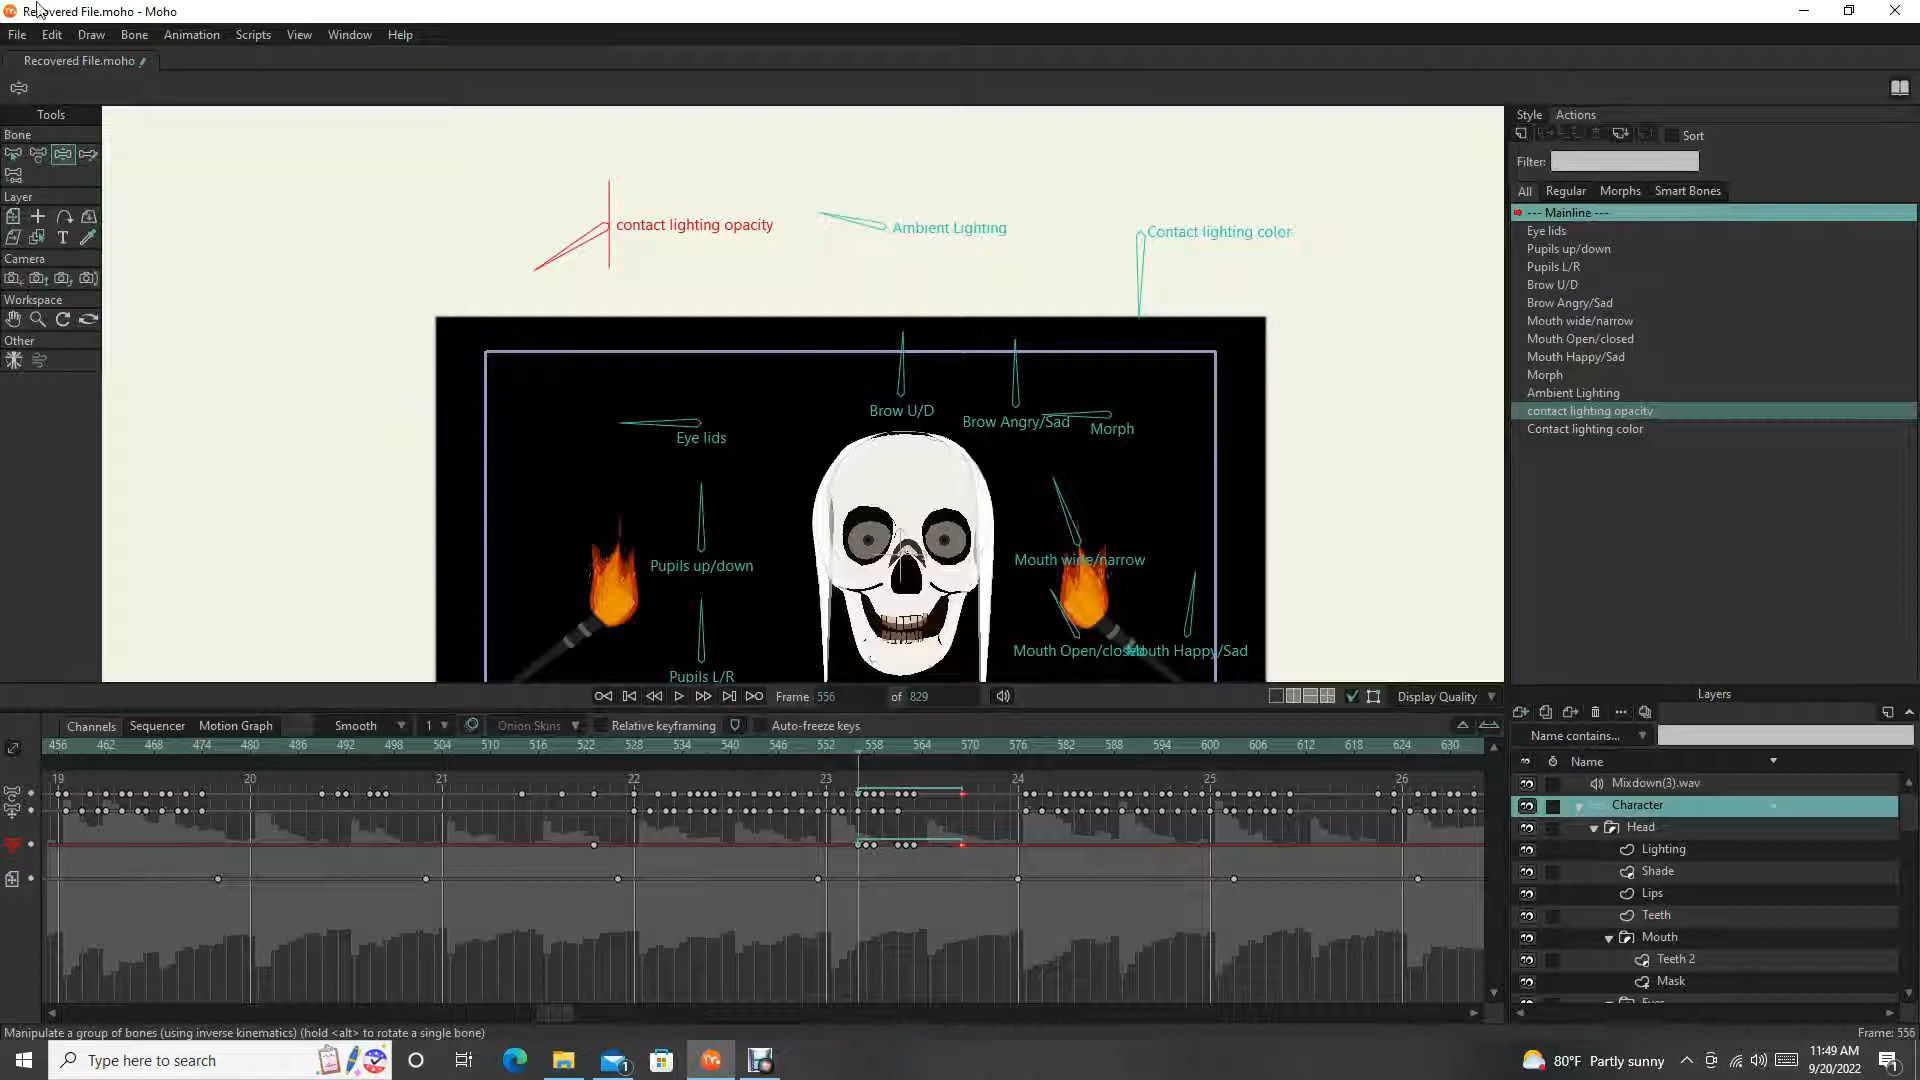 Recovered File.moho - Moho
File Edit Draw Bone Animation Scripts View Window Help
Recovered File.moho
Tools
Bone
Layer
Camera
Workspace
Other
contact lighting opacity
Ambient Lighting
Contact lighting color
Brow U/D
Brow Angry/Sad
Morph
Eye lids
Pupils up/down
Mouth wide/narrow
Mouth Open/closed
Mouth Happy/Sad
Pupils L/R
Style Actions
Sort
Filter:
All Regular Morphs Smart Bones
--- Mainline ---
Eye lids
Pupils up/down
Pupils L/R
Brow U/D
Brow Angry/Sad
Mouth wide/narrow
Mouth Open/closed
Mouth Happy/Sad
Morph
Ambient Lighting
contact lighting opacity
Contact lighting color
Frame 556 of 829 Display Quality
Channels Sequencer Motion Graph Smooth 1 Onion Skins Relative keyframing Auto-freeze keys
456 462 468 474 480 486 492 498 504 510 516 522 528 534 540 546 552 558 564 570 576 582 588 594 600 606 612 618 624 630
19 20 21 22 23 24 25 26
Layers
Name contains...
Name
Mixdown(3).wav
Character
Head
Lighting
Shade
Lips
Teeth
Mouth
Teeth 2
Mask
Eyes
Manipulate a group of bones (using inverse kinematics) (hold <alt> to rotate a single bone)
Frame: 556
Type here to search
1
80°F Partly sunny
11:49 AM
9/20/2022
1